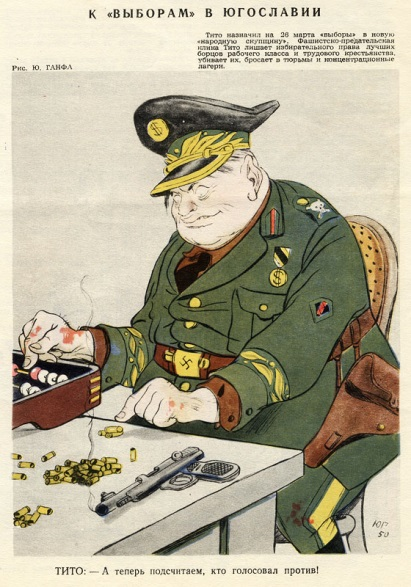 К «ВЫБОРАМ» В ЮГОСЛАВИИ
Тито назначил на 26 марта «выборы» в новую
«народную скупщину». Фашистско-предательская
клика Тито лишает избирательного права лучших
борцов рабочего класса и трудового крестьянства,
убивает их, бросает в тюрьмы и концентрационные
лагери.
Рис. Ю. ГАНФА
$
$
ЮГ
50
ТИТО: — А теперь подсчитаем, кто голосовал против!